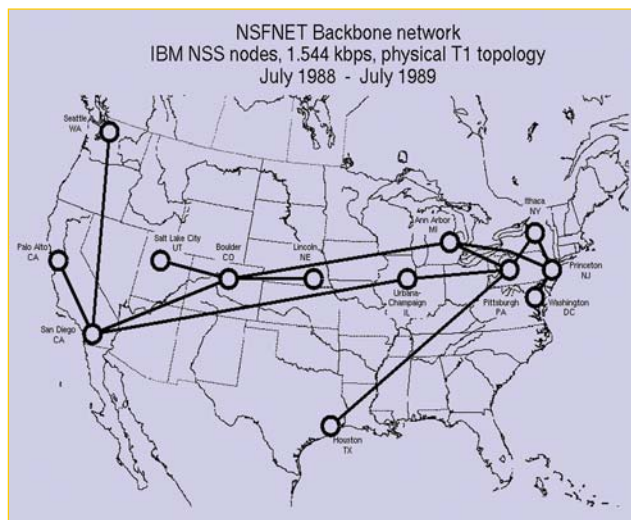 NSFNET Backbone network
IBM NSS nodes, 1.544 kbps, physical T1 topology
July 1988 - July 1989
Seattle
WA
Ithaca
NY
Ann Arbor
MI
Palo Alto
CA
Salt Lake City
UT
Boulder
CO
Lincoln
NE
Princeton
NJ
Urbana-
Champaign
IL
Pittsburgh
PA
Washington
DC
San Diego
CA
Houston
TX